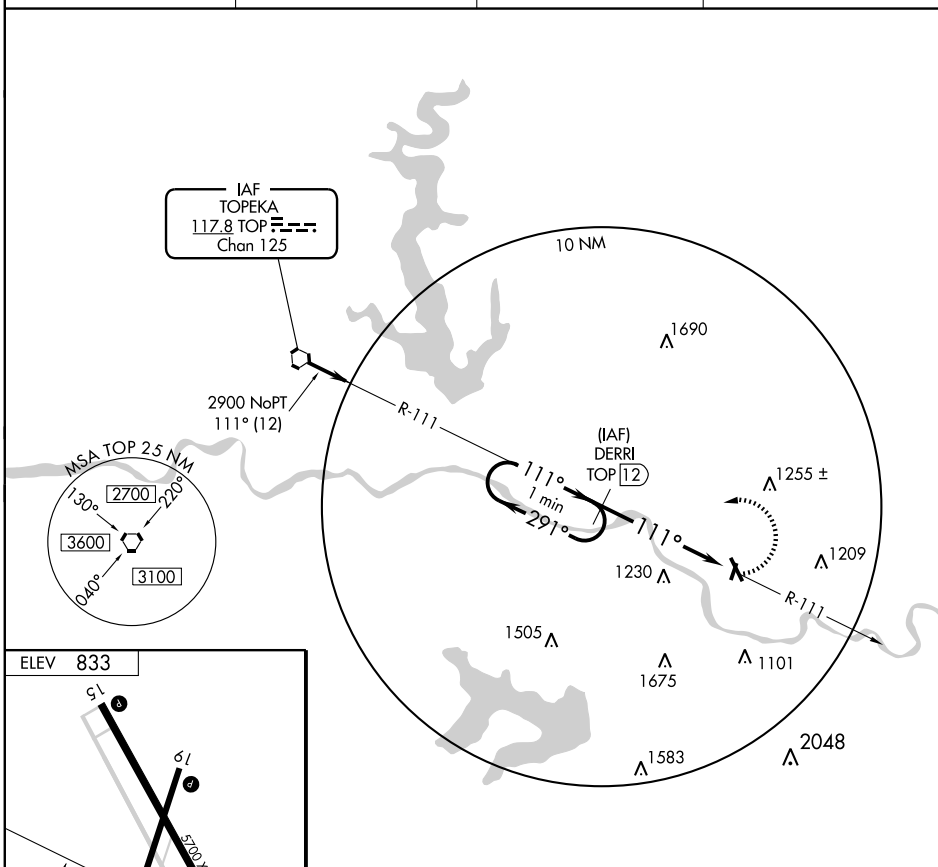 IAF
TOPEKA
117.8 TOP
Chan 125
10 NM
1690
2900 NoPT
111° (12)
R-111
(IAF)
DERRI
TOP 12
111°
1 min
291°
111°
1255 ±
MSA TOP 25 NM
130°
2700
220°
3600
040°
3100
1230
1209
R-111
1505
1675
1101
1583
2048
ELEV 833
15
19
5700 X